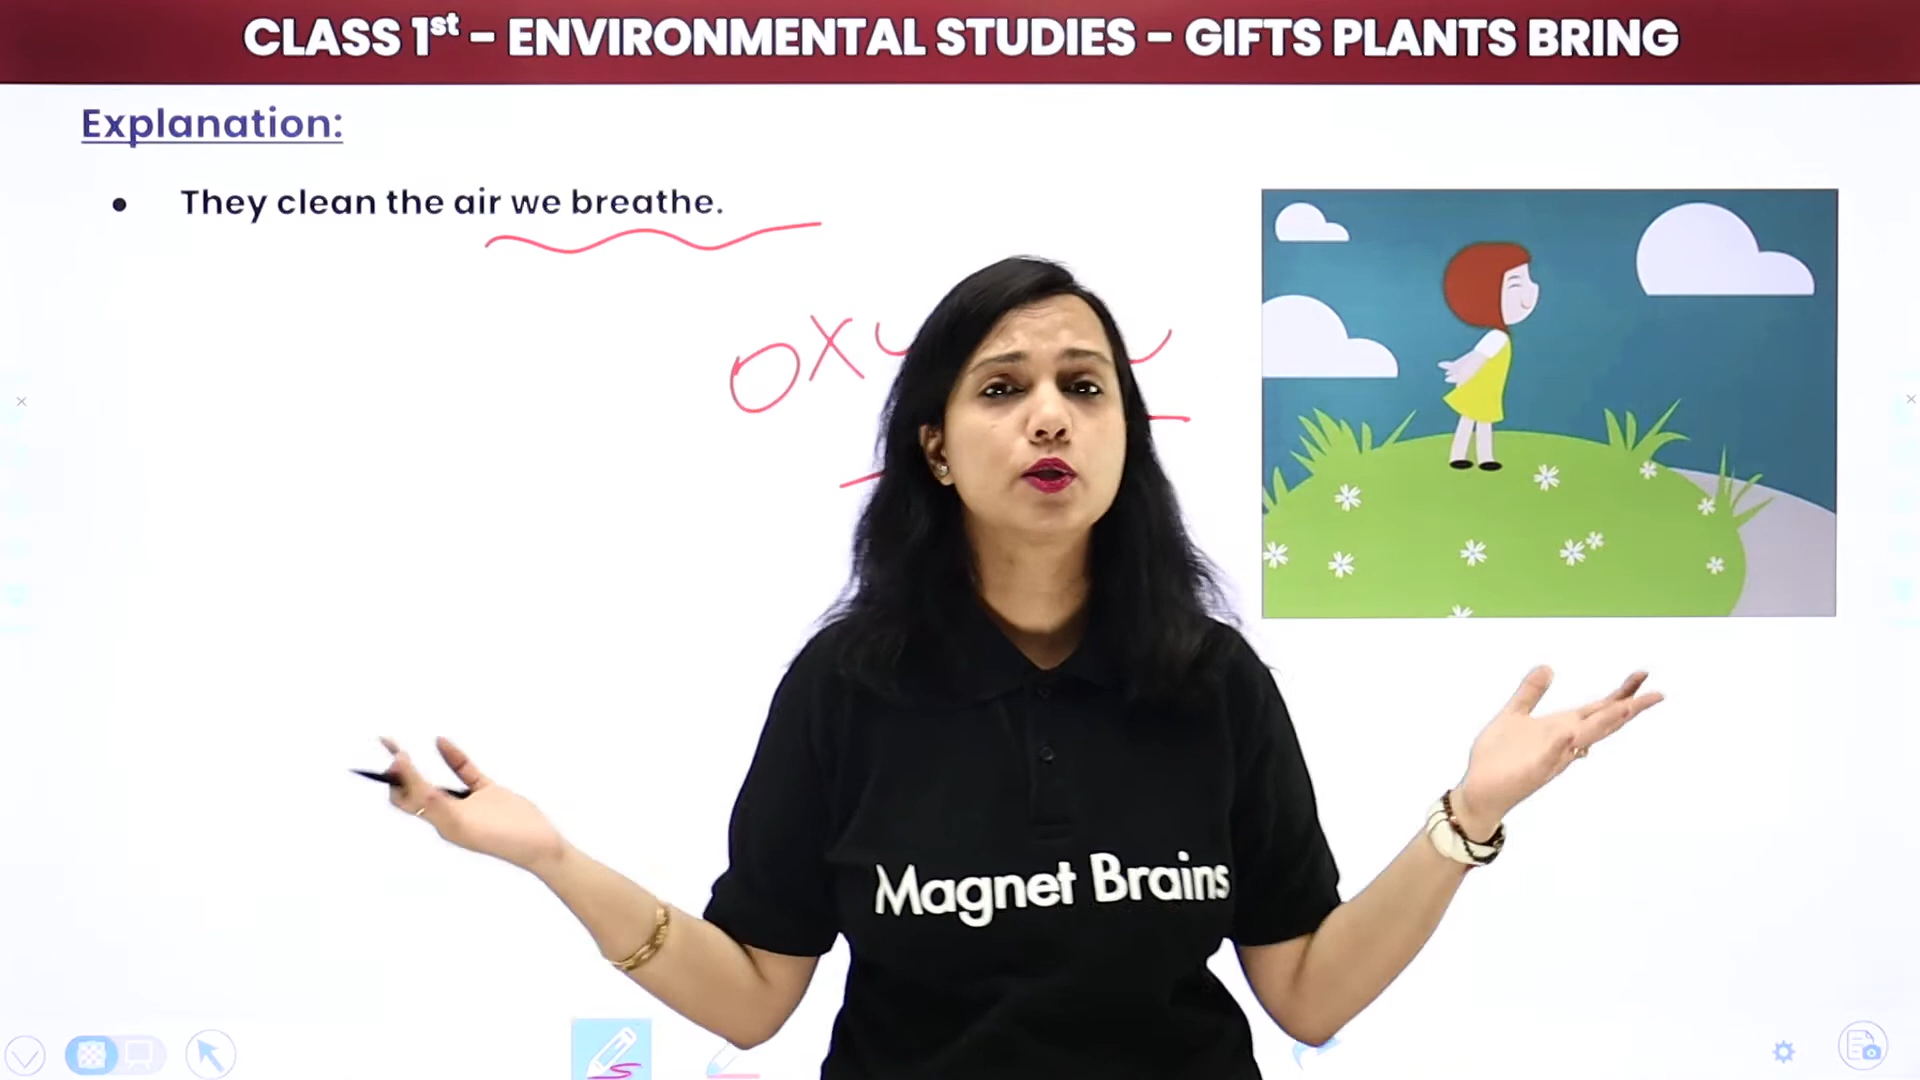 CLASS 1st - ENVIRONMENTAL STUDIES - GIFTS PLANTS BRING
Explanation:
• They clean the air we breathe.
Magnet Brains